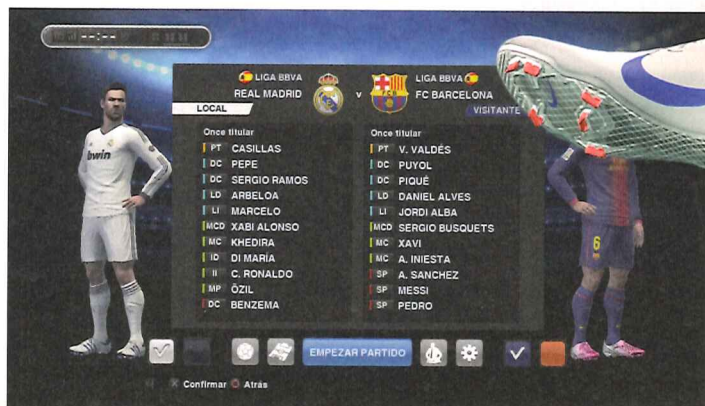 LIGA BBVA
REAL MADRID
v
LIGA BBVA
FC BARCELONA
LOCAL
VISITANTE
Once titular
PT CASILLAS
DC PEPE
DC SERGIO RAMOS
LD ARBELOA
LI MARCELO
MCD XABI ALONSO
MC KHEDIRA
ID DI MARÍA
II C. RONALDO
MP ÖZIL
DC BENZEMA
Once titular
PT V. VALDÉS
DC PUYOL
DC PIQUÉ
LD DANIEL ALVES
LI JORDI ALBA
MCD SERGIO BUSQUETS
MC XAVI
MC A. INIESTA
SP A. SANCHEZ
SP MESSI
SP PEDRO
bwin
6
EMPEZAR PARTIDO
Confirmar
Atrás